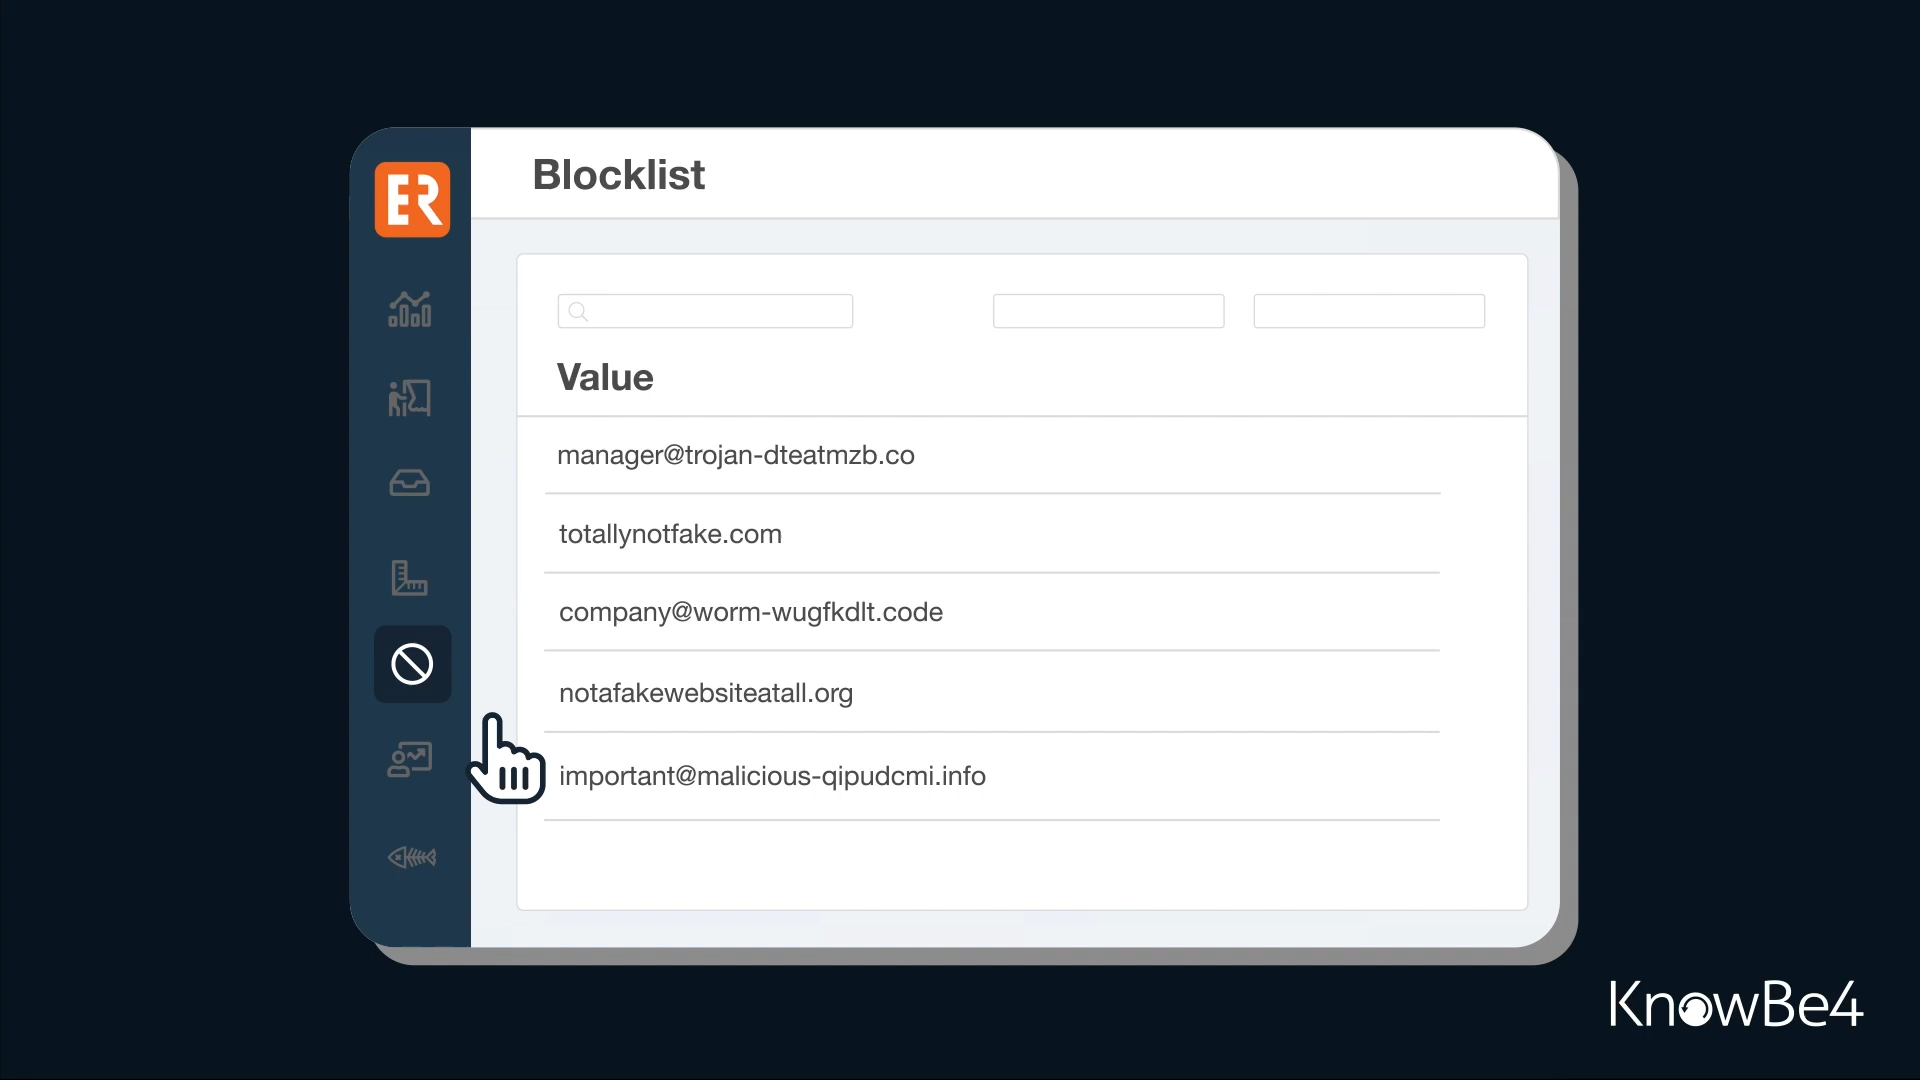 ER
Blocklist
Value
manager@trojan-dteatmzb.co
totallynotfake.com
company@worm-wugfkdlt.code
notafakewebsiteatall.org
important@malicious-qipudcmi.info
KnowBe4